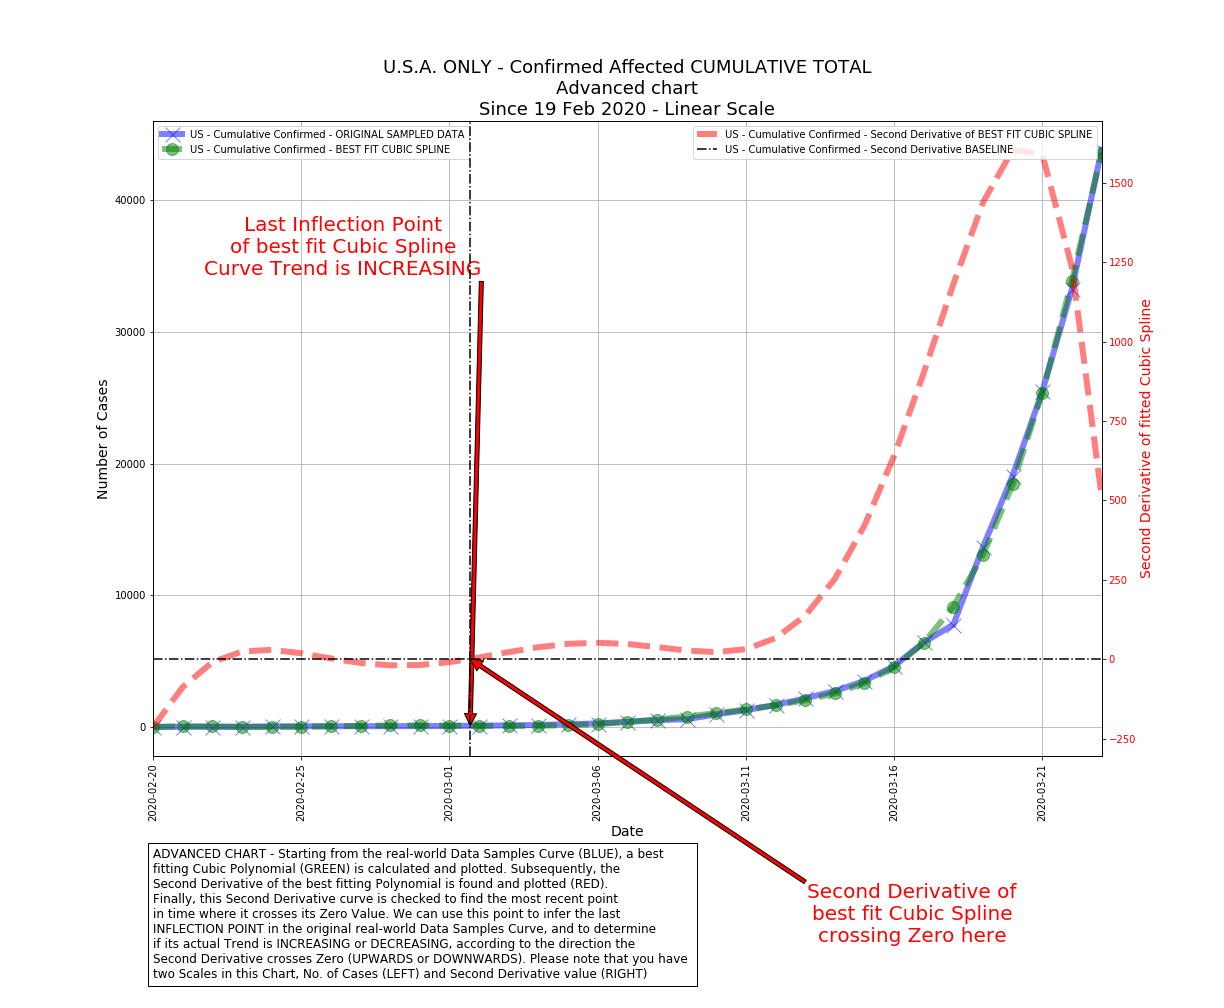 U.S.A. ONLY - Confirmed Affected CUMULATIVE TOTAL
Advanced chart
Since 19 Feb 2020 - Linear Scale
US - Cumulative Confirmed - ORIGINAL SAMPLED DATA
US - Cumulative Confirmed - BEST FIT CUBIC SPLINE
US - Cumulative Confirmed - Second Derivative of BEST FIT CUBIC SPLINE
US - Cumulative Confirmed - Second Derivative BASELINE
Last Inflection Point
of best fit Cubic Spline
Curve Trend is INCREASING
Number of Cases
40000
30000
20000
10000
0
1500
1250
1000
750
500
250
0
−250
Second Derivative of fitted Cubic Spline
2020-02-20
2020-02-25
2020-03-01
2020-03-06
2020-03-11
2020-03-16
2020-03-21
Date
ADVANCED CHART - Starting from the real-world Data Samples Curve (BLUE), a best
fitting Cubic Polynomial (GREEN) is calculated and plotted. Subsequently, the
Second Derivative of the best fitting Polynomial is found and plotted (RED).
Finally, this Second Derivative curve is checked to find the most recent point
in time where it crosses its Zero Value. We can use this point to infer the last
INFLECTION POINT in the original real-world Data Samples Curve, and to determine
if its actual Trend is INCREASING or DECREASING, according to the direction the
Second Derivative crosses Zero (UPWARDS or DOWNWARDS). Please note that you have
two Scales in this Chart, No. of Cases (LEFT) and Second Derivative value (RIGHT)
Second Derivative of
best fit Cubic Spline
crossing Zero here